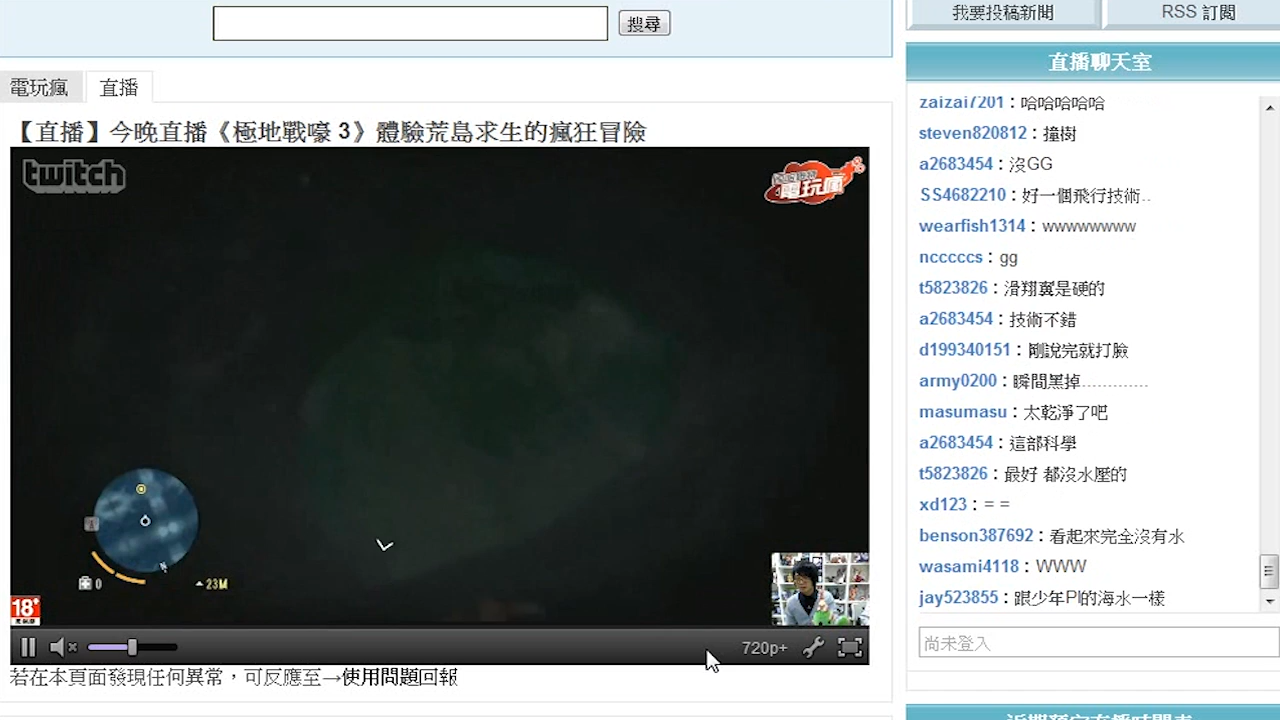 搜尋
我要投稿新聞
RSS 訂閱
電玩瘋
直播
【直播】今晚直播《極地戰嚎 3》體驗荒島求生的瘋狂冒險
twitch
電玩瘋
0
23M
18+
720p+
若在本頁面發現任何異常，可反應至→使用問題回報
直播聊天室
zaizai7201：哈哈哈哈哈
steven820812：撞樹
a2683454：沒GG
SS4682210：好一個飛行技術..
wearfish1314：wwwwwwww
ncccccs：gg
t5823826：滑翔翼是硬的
a2683454：技術不錯
d199340151：剛說完就打臉
army0200：瞬間黑掉.............
masumasu：太乾淨了吧
a2683454：這部科學
t5823826：最好 都沒水壓的
xd123：= =
benson387692：看起來完全沒有水
wasami4118：WWW
jay523855：跟少年PI的海水一樣
尚未登入